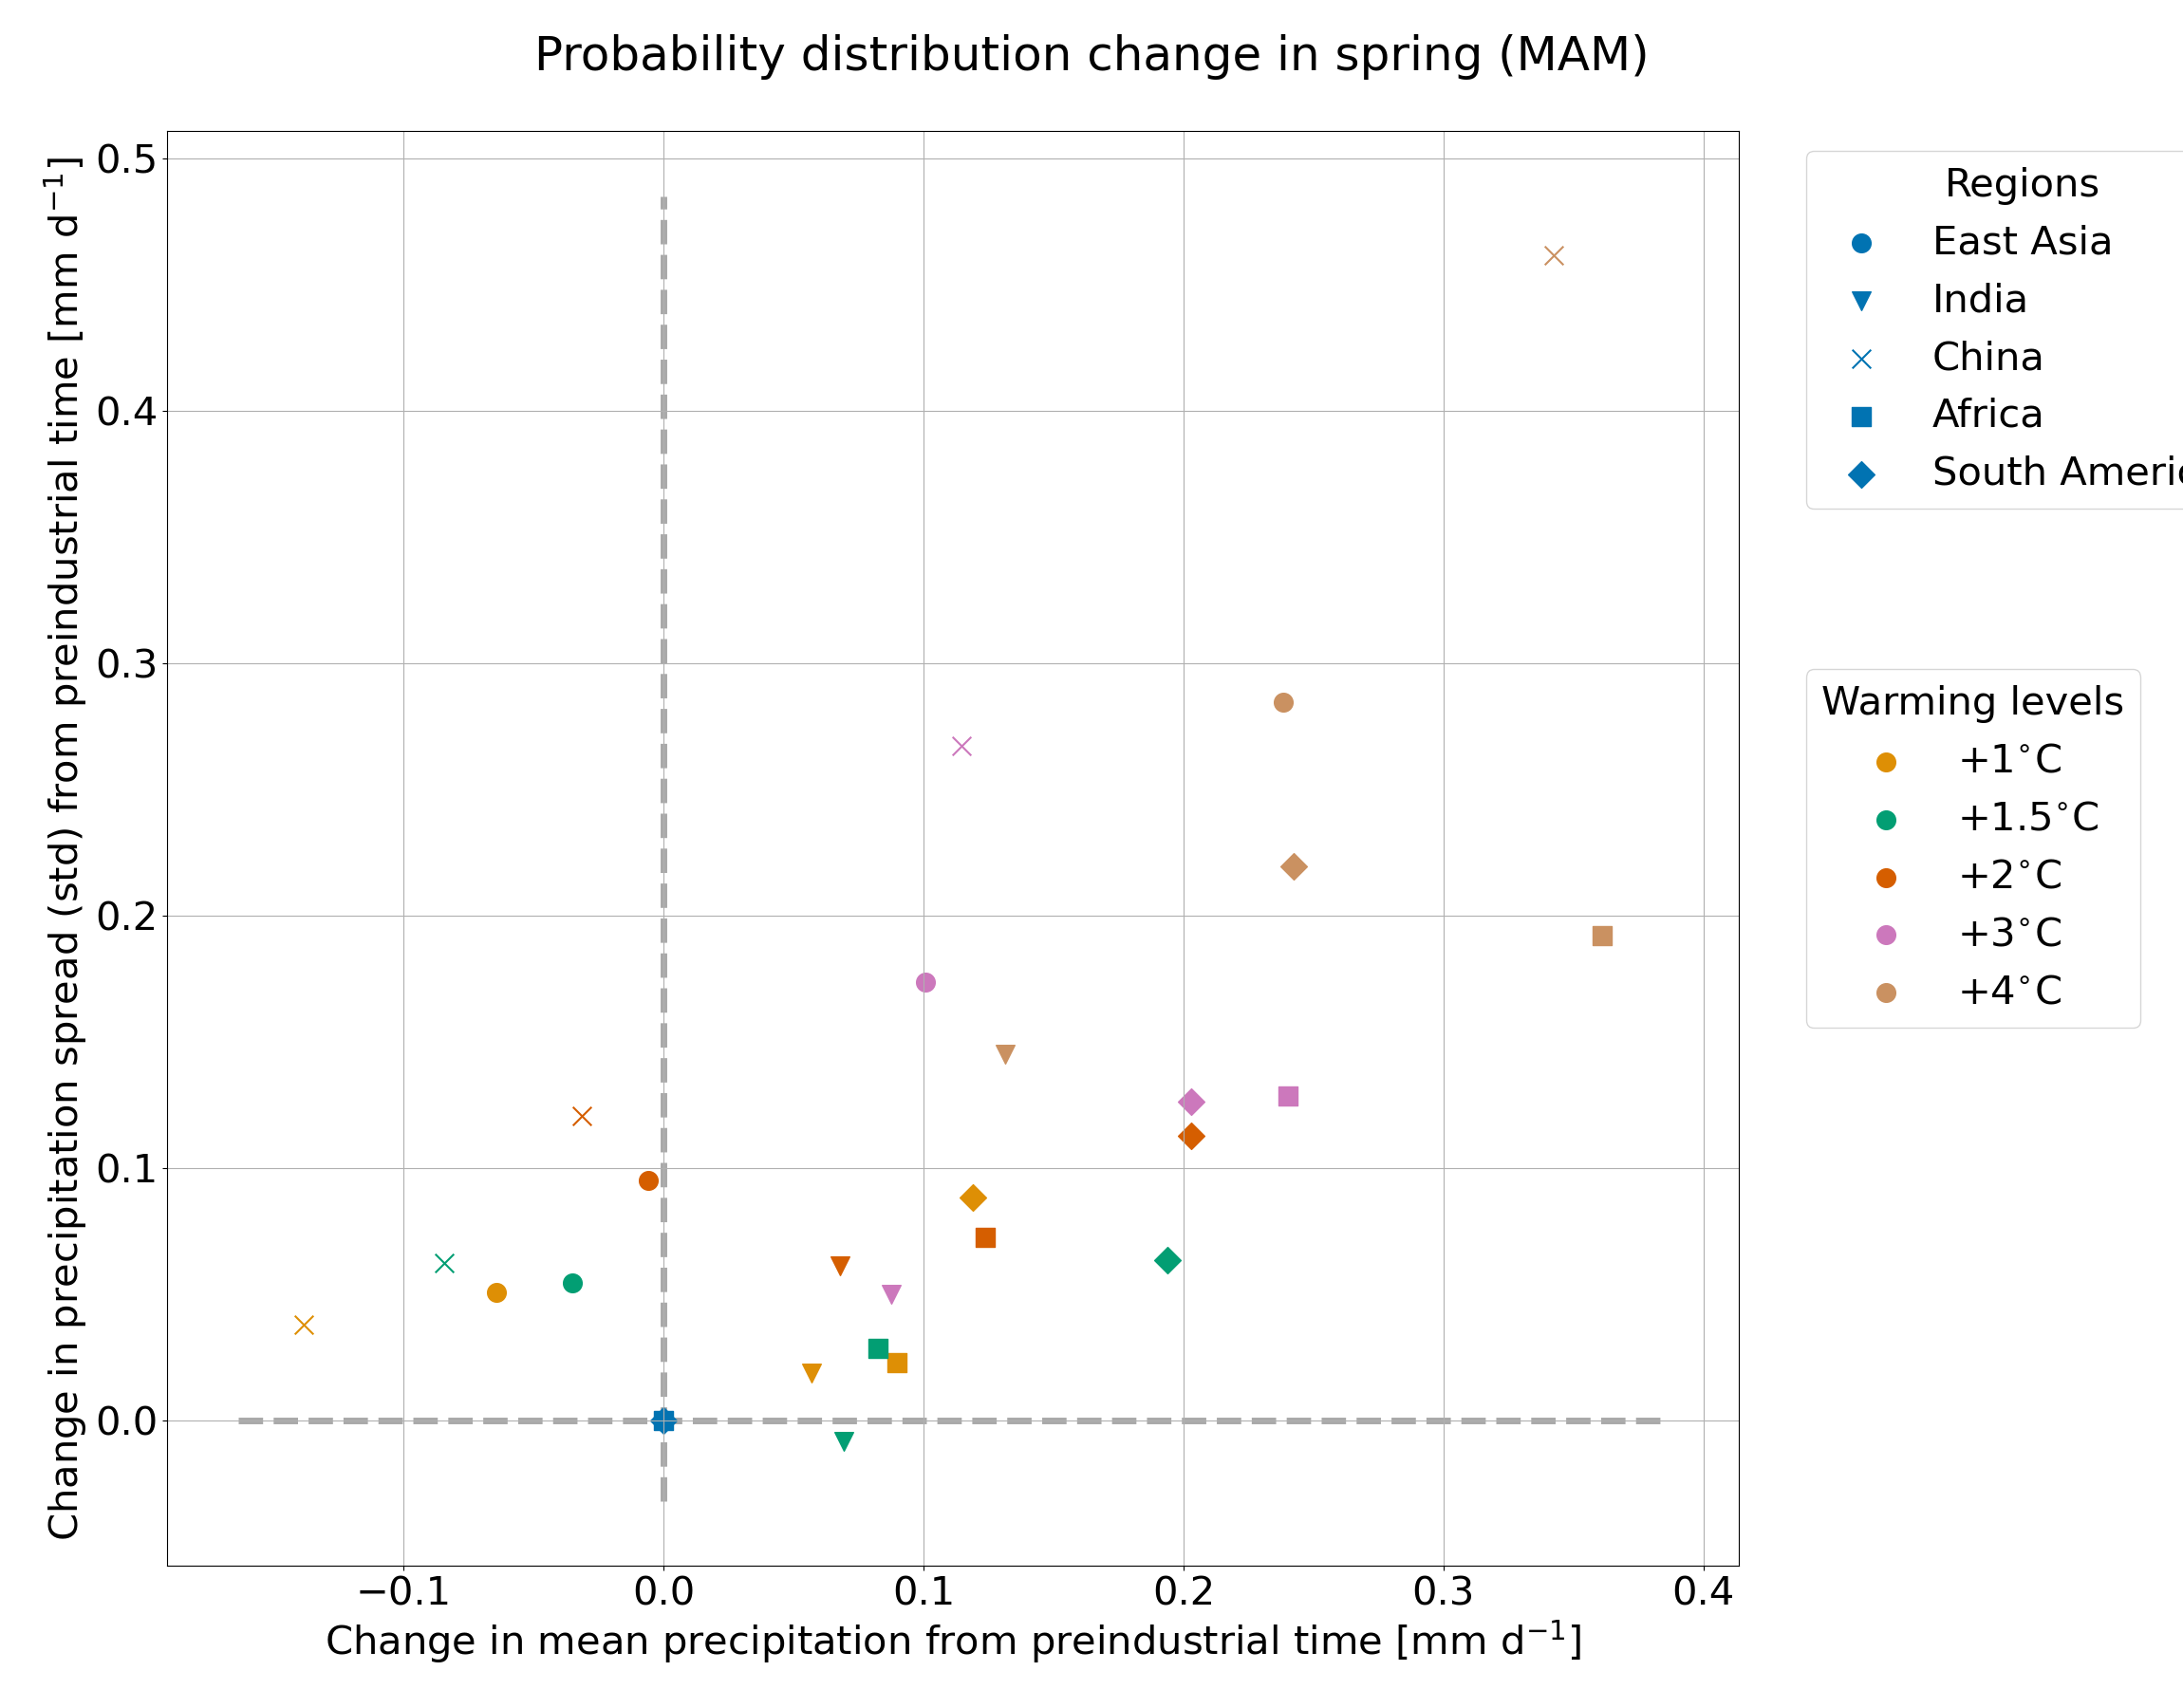 Probability distribution change in spring (MAM)
Change in precipitation spread (std) from preindustrial time [mm d⁻¹]
0.5
0.4
0.3
0.2
0.1
0.0
−0.1
0.0
0.1
0.2
0.3
0.4
Change in mean precipitation from preindustrial time [mm d⁻¹]
Regions
East Asia
India
China
Africa
South Americ
Warming levels
+1°C
+1.5°C
+2°C
+3°C
+4°C